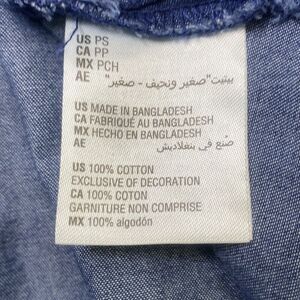 US PS
CA PP
MX PCH
AE بيتيت "صغير ونحيف - صغير"
US MADE IN BANGLADESH
CA FABRIQUÉ AU BANGLADESH
MX HECHO EN BANGLADESH
AE صُنع في بنغلاديش
US 100% COTTON
EXCLUSIVE OF DECORATION
CA 100% COTON
GARNITURE NON COMPRISE
MX 100% algodón